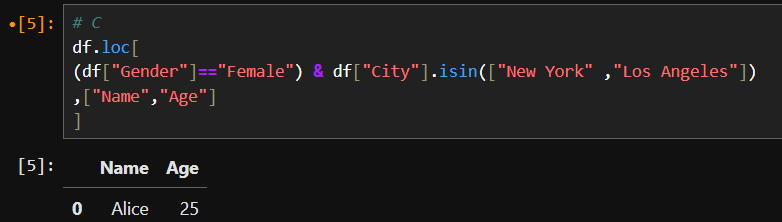 •[5]:
# C
df.loc[
(df["Gender"]=="Female") & df["City"].isin(["New York" ,"Los Angeles"])
,["Name","Age"]
]
[5]:
Name Age
0 Alice 25